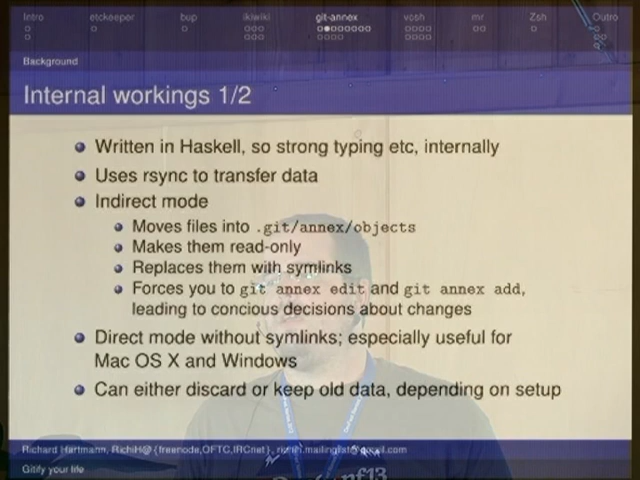 Intro etckeeper bup ikiwiki git-annex vcsh mr Zsh Outro
Background
Internal workings 1/2
Written in Haskell, so strong typing etc, internally
Uses rsync to transfer data
Indirect mode
Moves files into .git/annex/objects
Makes them read-only
Replaces them with symlinks
Forces you to git annex edit and git annex add,
leading to concious decisions about changes
Direct mode without symlinks; especially useful for
Mac OS X and Windows
Can either discard or keep old data, depending on setup
Richard Hartmann, RichiH@{freenode,OFTC,IRCnet},
Gitify your life